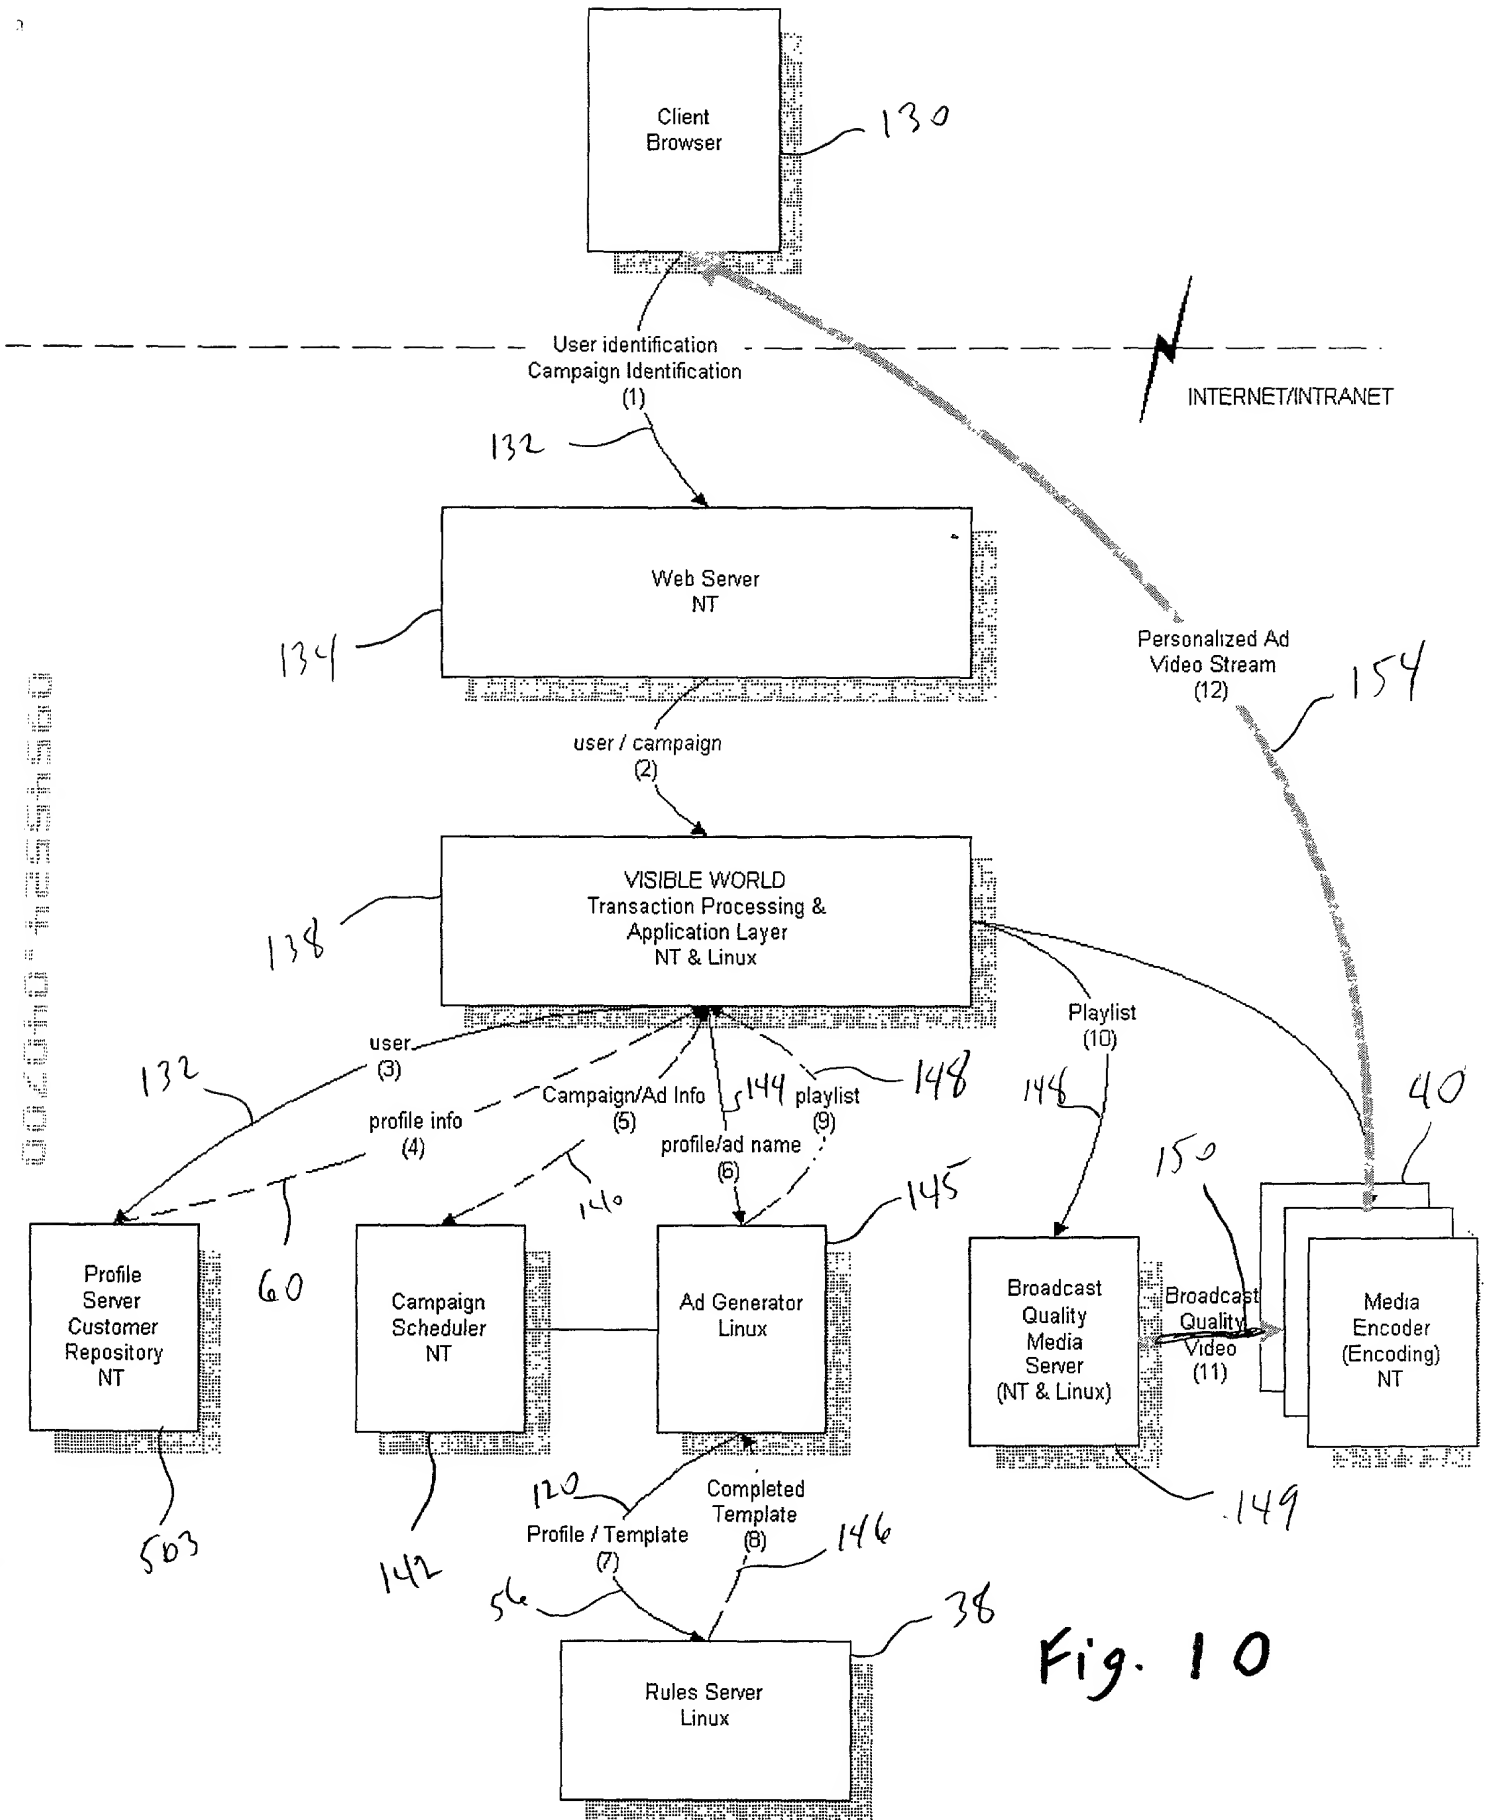 Client
Browser
130
User identification
Campaign Identification
(1)
INTERNET/INTRANET
132
Web Server
NT
134
Personalized Ad
Video Stream
(12)
154
user / campaign
(2)
VISIBLE WORLD
Transaction Processing &
Application Layer
NT & Linux
138
user
(3)
132
profile info
(4)
60
Campaign/Ad Info
(5)
140
144
profile/ad name
(6)
playlist
(9)
148
Playlist
(10)
148
40
150
145
Profile
Server
Customer
Repository
NT
503
Campaign
Scheduler
NT
142
Ad Generator
Linux
Broadcast
Quality
Media
Server
(NT & Linux)
149
Broadcast
Quality
Video
(11)
Media
Encoder
(Encoding)
NT
120
Profile / Template
(7)
56
Completed
Template
(8)
146
38
Rules Server
Linux
Fig. 10